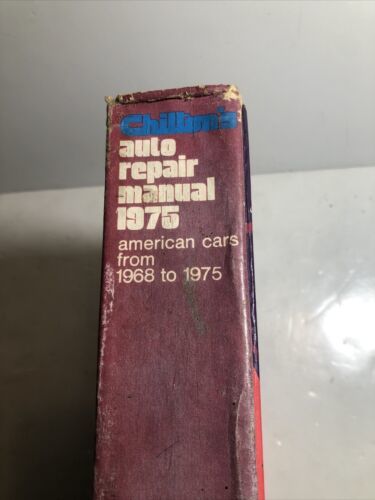 Chilton's
auto
repair
manual
1975
american cars
from
1968 to 1975